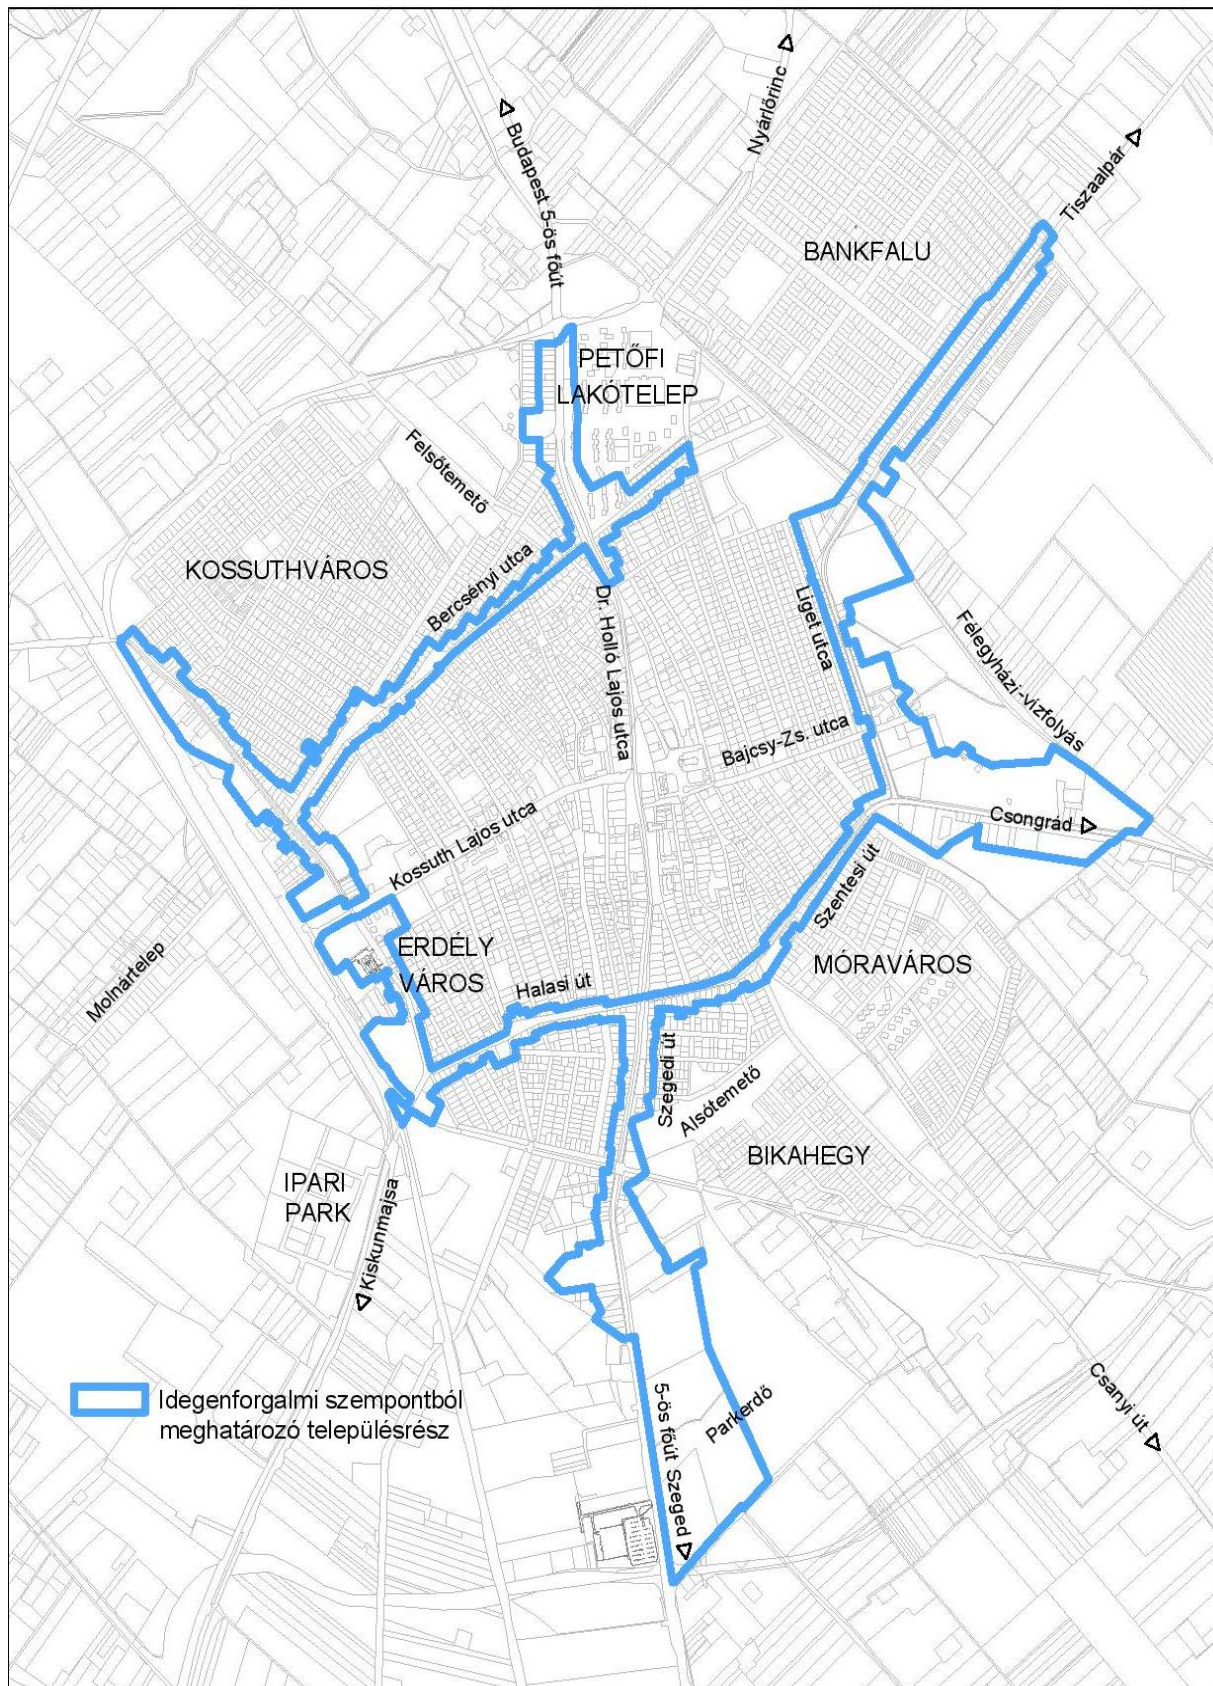 Nyárlőrinc
Budapest 5-ös főút
Tiszaalpár
BANKFALU
PETŐFI
LAKÓTELEP
Felsőtemető
KOSSUTHVÁROS
Bercsényi utca
Dr. Holló Lajos utca
Liget utca
Félegyházi-vízfolyás
Bajcsy-Zs. utca
Kossuth Lajos utca
Csongrád
Szentesi út
ERDÉLY
VÁROS
MÓRAVÁROS
Molnártelep
Halasi út
Szegedi út
Alsótemető
BIKAHEGY
IPARI
PARK
Kiskunmajsa
Idegenforgalmi szempontból
meghatározó településrész
5-ös főút Szeged
Parkerdő
Csanyi út